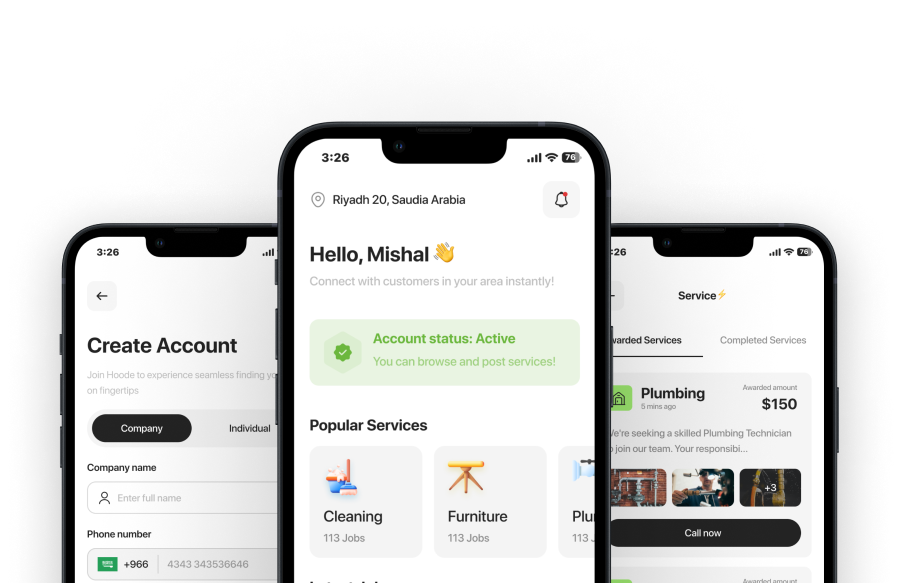 3:26
Create Account
Join Hoode to experience seamless finding
on fingertips
Company
Individual
Company name
Enter full name
Phone number
+966
4343 343536646
3:26
76
Riyadh 20, Saudia Arabia
Hello, Mishal 👋
Connect with customers in your area instantly!
Account status: Active
You can browse and post services!
Popular Services
Cleaning
113 Jobs
Furniture
113 Jobs
Plu
113 J
:26
76
Service⚡
warded Services
Completed Services
Plumbing
5 mins ago
Awarded amount
$150
We're seeking a skilled Plumbing Technician
join our team. Your responsibi...
+3
Call now
Awarded amount